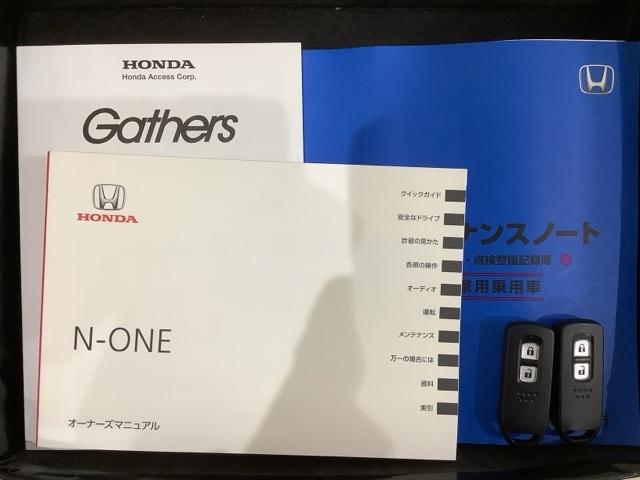 HONDA
Honda Access Corp.
Gathers
HONDA
N-ONE
オーナーズマニュアル
クイックガイド
安全なドライブ
計器の見かた
各部の操作
オーディオ
運転
メンテナンス
万一の場合には
資料
索引
ナンスノート
・点検整備記録簿
家用乗用車